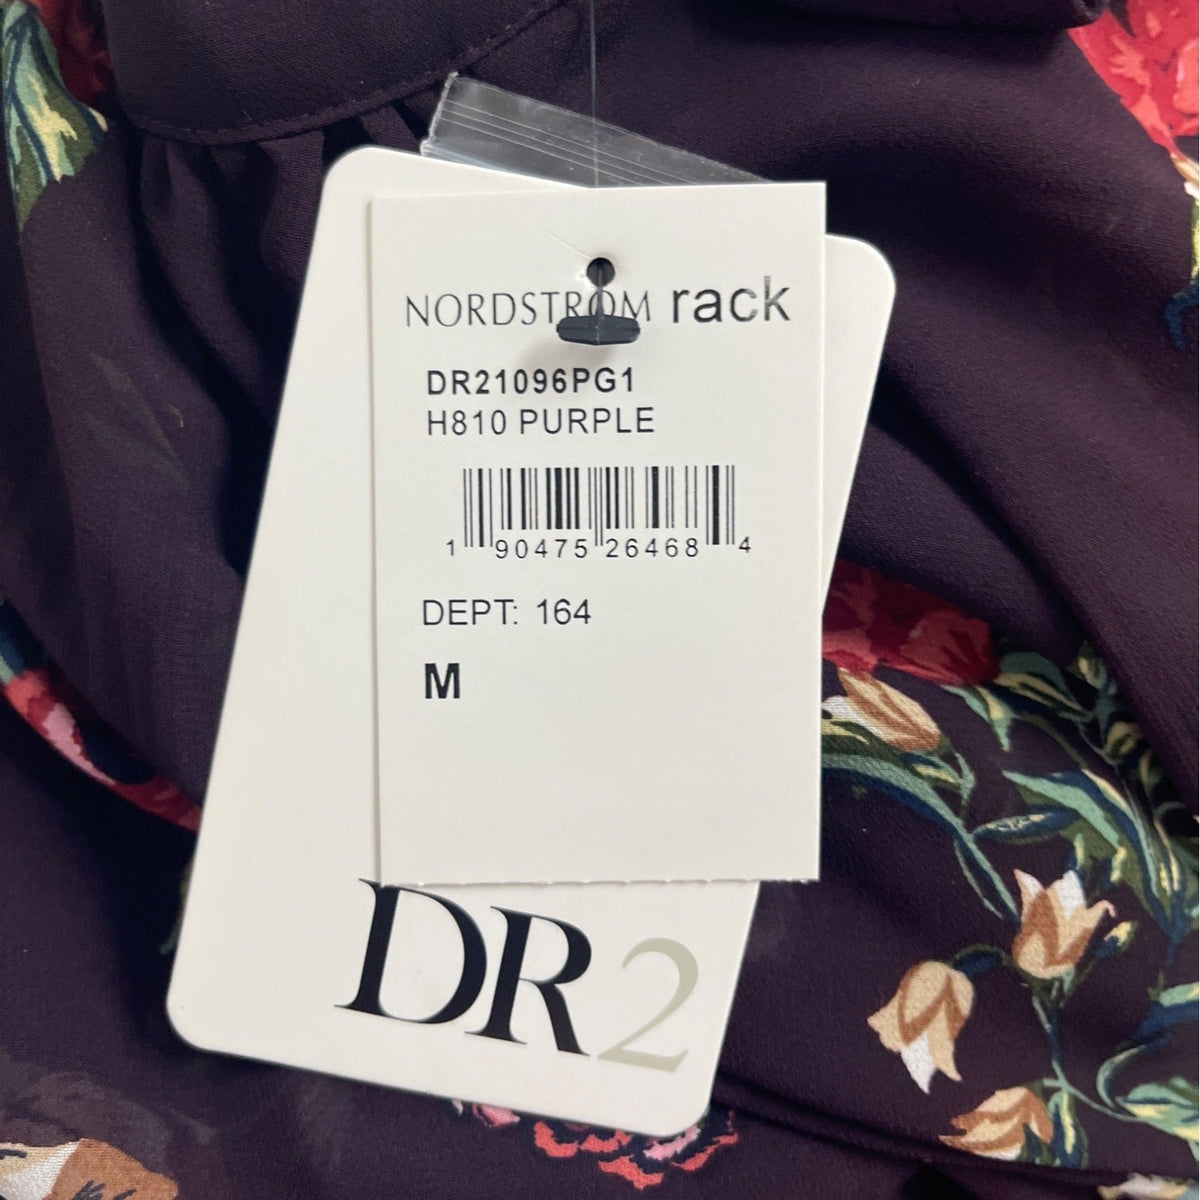 NORDSTROM rack
DR21096PG1
H810 PURPLE
1 90475 26468 4
DEPT: 164
M
DR2